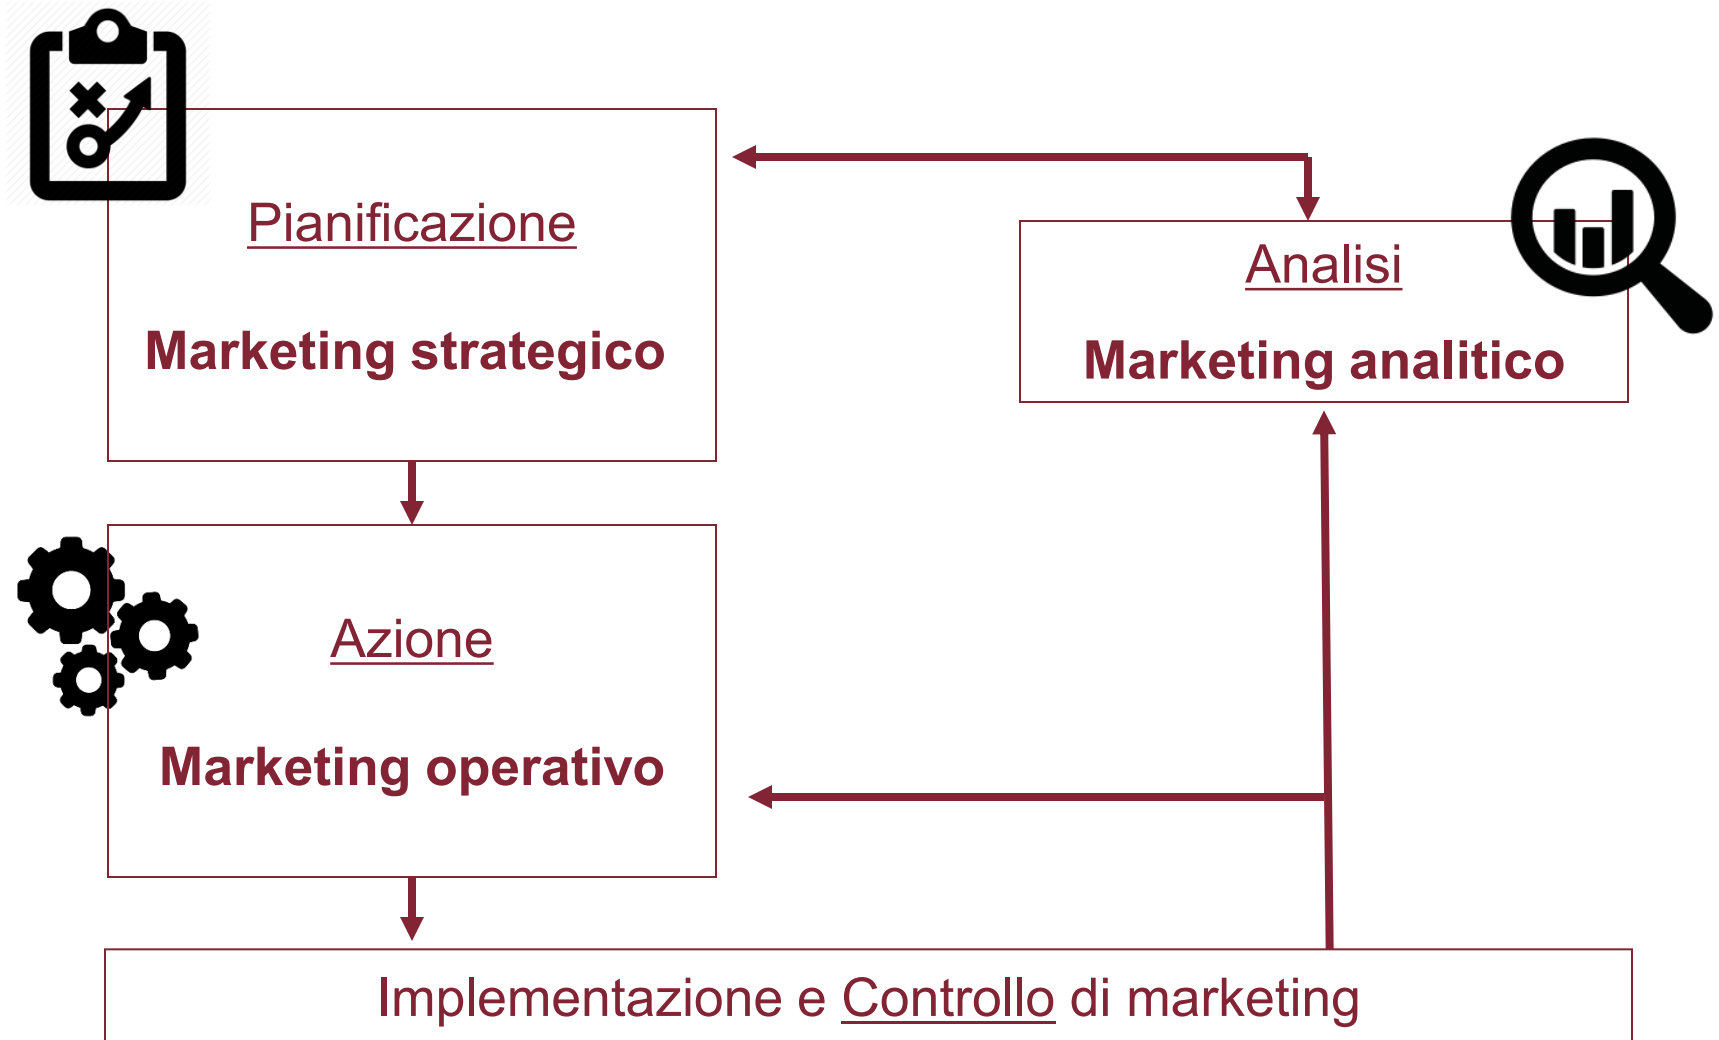 Pianificazione
Marketing strategico
Analisi
Marketing analitico
Azione
Marketing operativo
Implementazione e Controllo di marketing